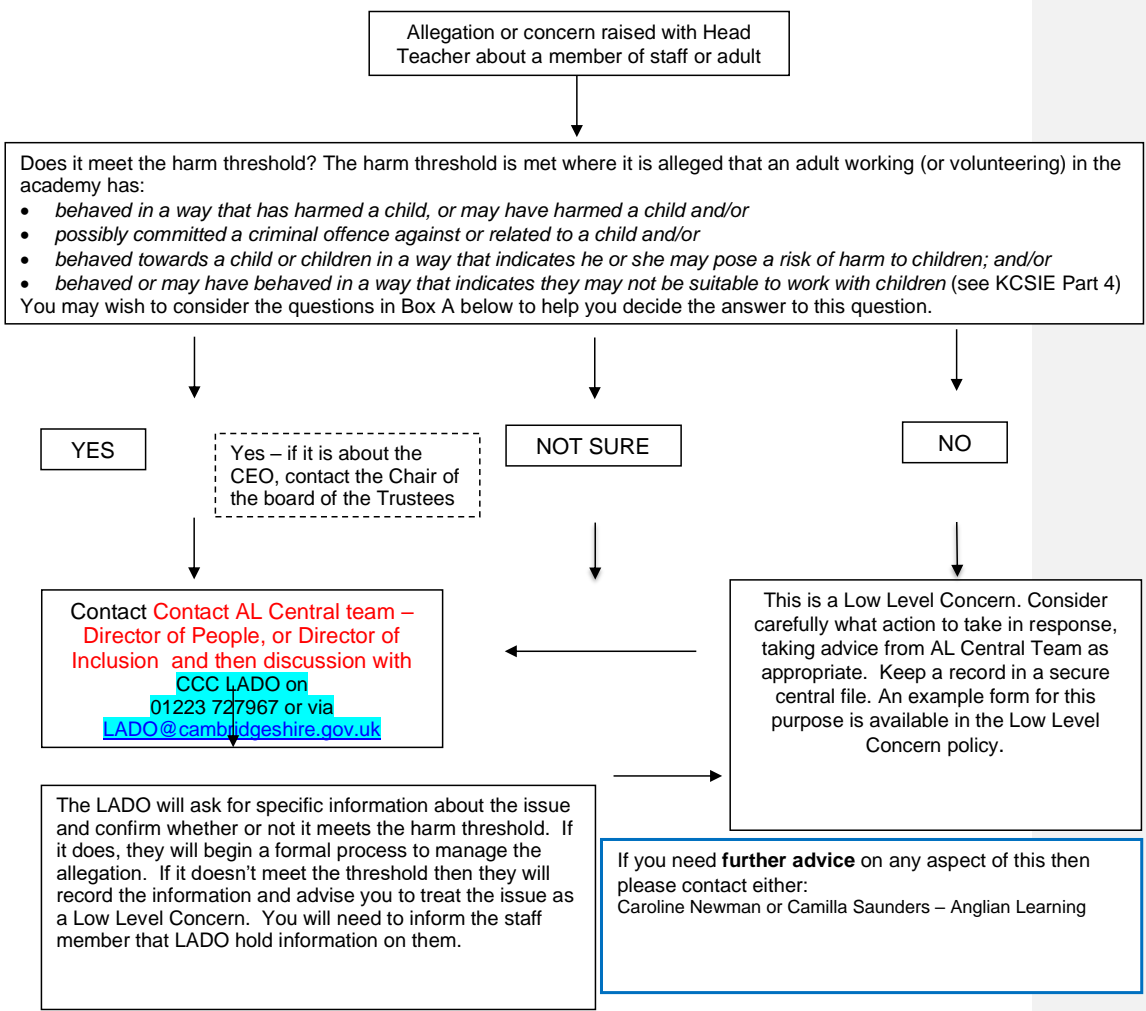 Allegation or concern raised with Head
Teacher about a member of staff or adult
Does it meet the harm threshold? The harm threshold is met where it is alleged that an adult working (or volunteering) in the
academy has:
• behaved in a way that has harmed a child, or may have harmed a child and/or
• possibly committed a criminal offence against or related to a child and/or
• behaved towards a child or children in a way that indicates he or she may pose a risk of harm to children; and/or
• behaved or may have behaved in a way that indicates they may not be suitable to work with children (see KCSIE Part 4)
You may wish to consider the questions in Box A below to help you decide the answer to this question.
YES
Yes – if it is about the
CEO, contact the Chair of
the board of the Trustees
NOT SURE
NO
Contact Contact AL Central team –
Director of People, or Director of
Inclusion and then discussion with
CCC LADO on
01223 727967 or via
LADO@cambridgeshire.gov.uk
This is a Low Level Concern. Consider
carefully what action to take in response,
taking advice from AL Central Team as
appropriate. Keep a record in a secure
central file. An example form for this
purpose is available in the Low Level
Concern policy.
The LADO will ask for specific information about the issue
and confirm whether or not it meets the harm threshold. If
it does, they will begin a formal process to manage the
allegation. If it doesn't meet the threshold then they will
record the information and advise you to treat the issue as
a Low Level Concern. You will need to inform the staff
member that LADO hold information on them.
If you need further advice on any aspect of this then
please contact either:
Caroline Newman or Camilla Saunders – Anglian Learning